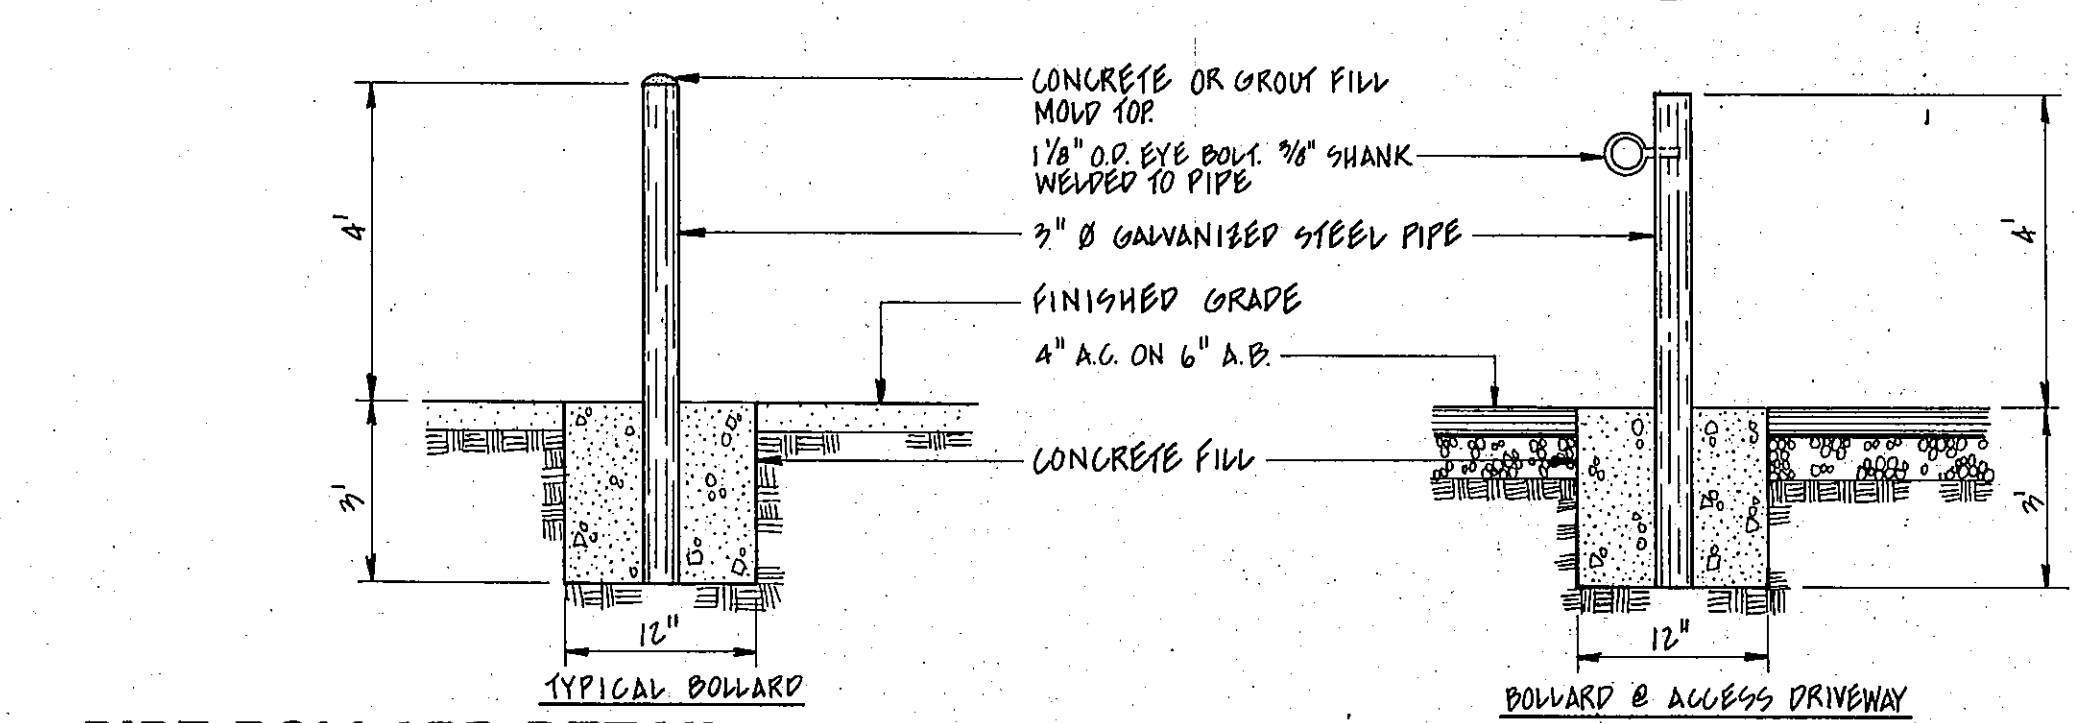 CONCRETE OR GROUT FILL
MOLD TOP.
1 1/8" O.D. EYE BOLT. 3/8" SHANK
WELDED TO PIPE
3" Ø GALVANIZED STEEL PIPE
FINISHED GRADE
4" A.C. ON 6" A.B.
CONCRETE FILL
4'
3'
12"
TYPICAL BOLLARD
4'
3'
12"
BOLLARD @ ACCESS DRIVEWAY